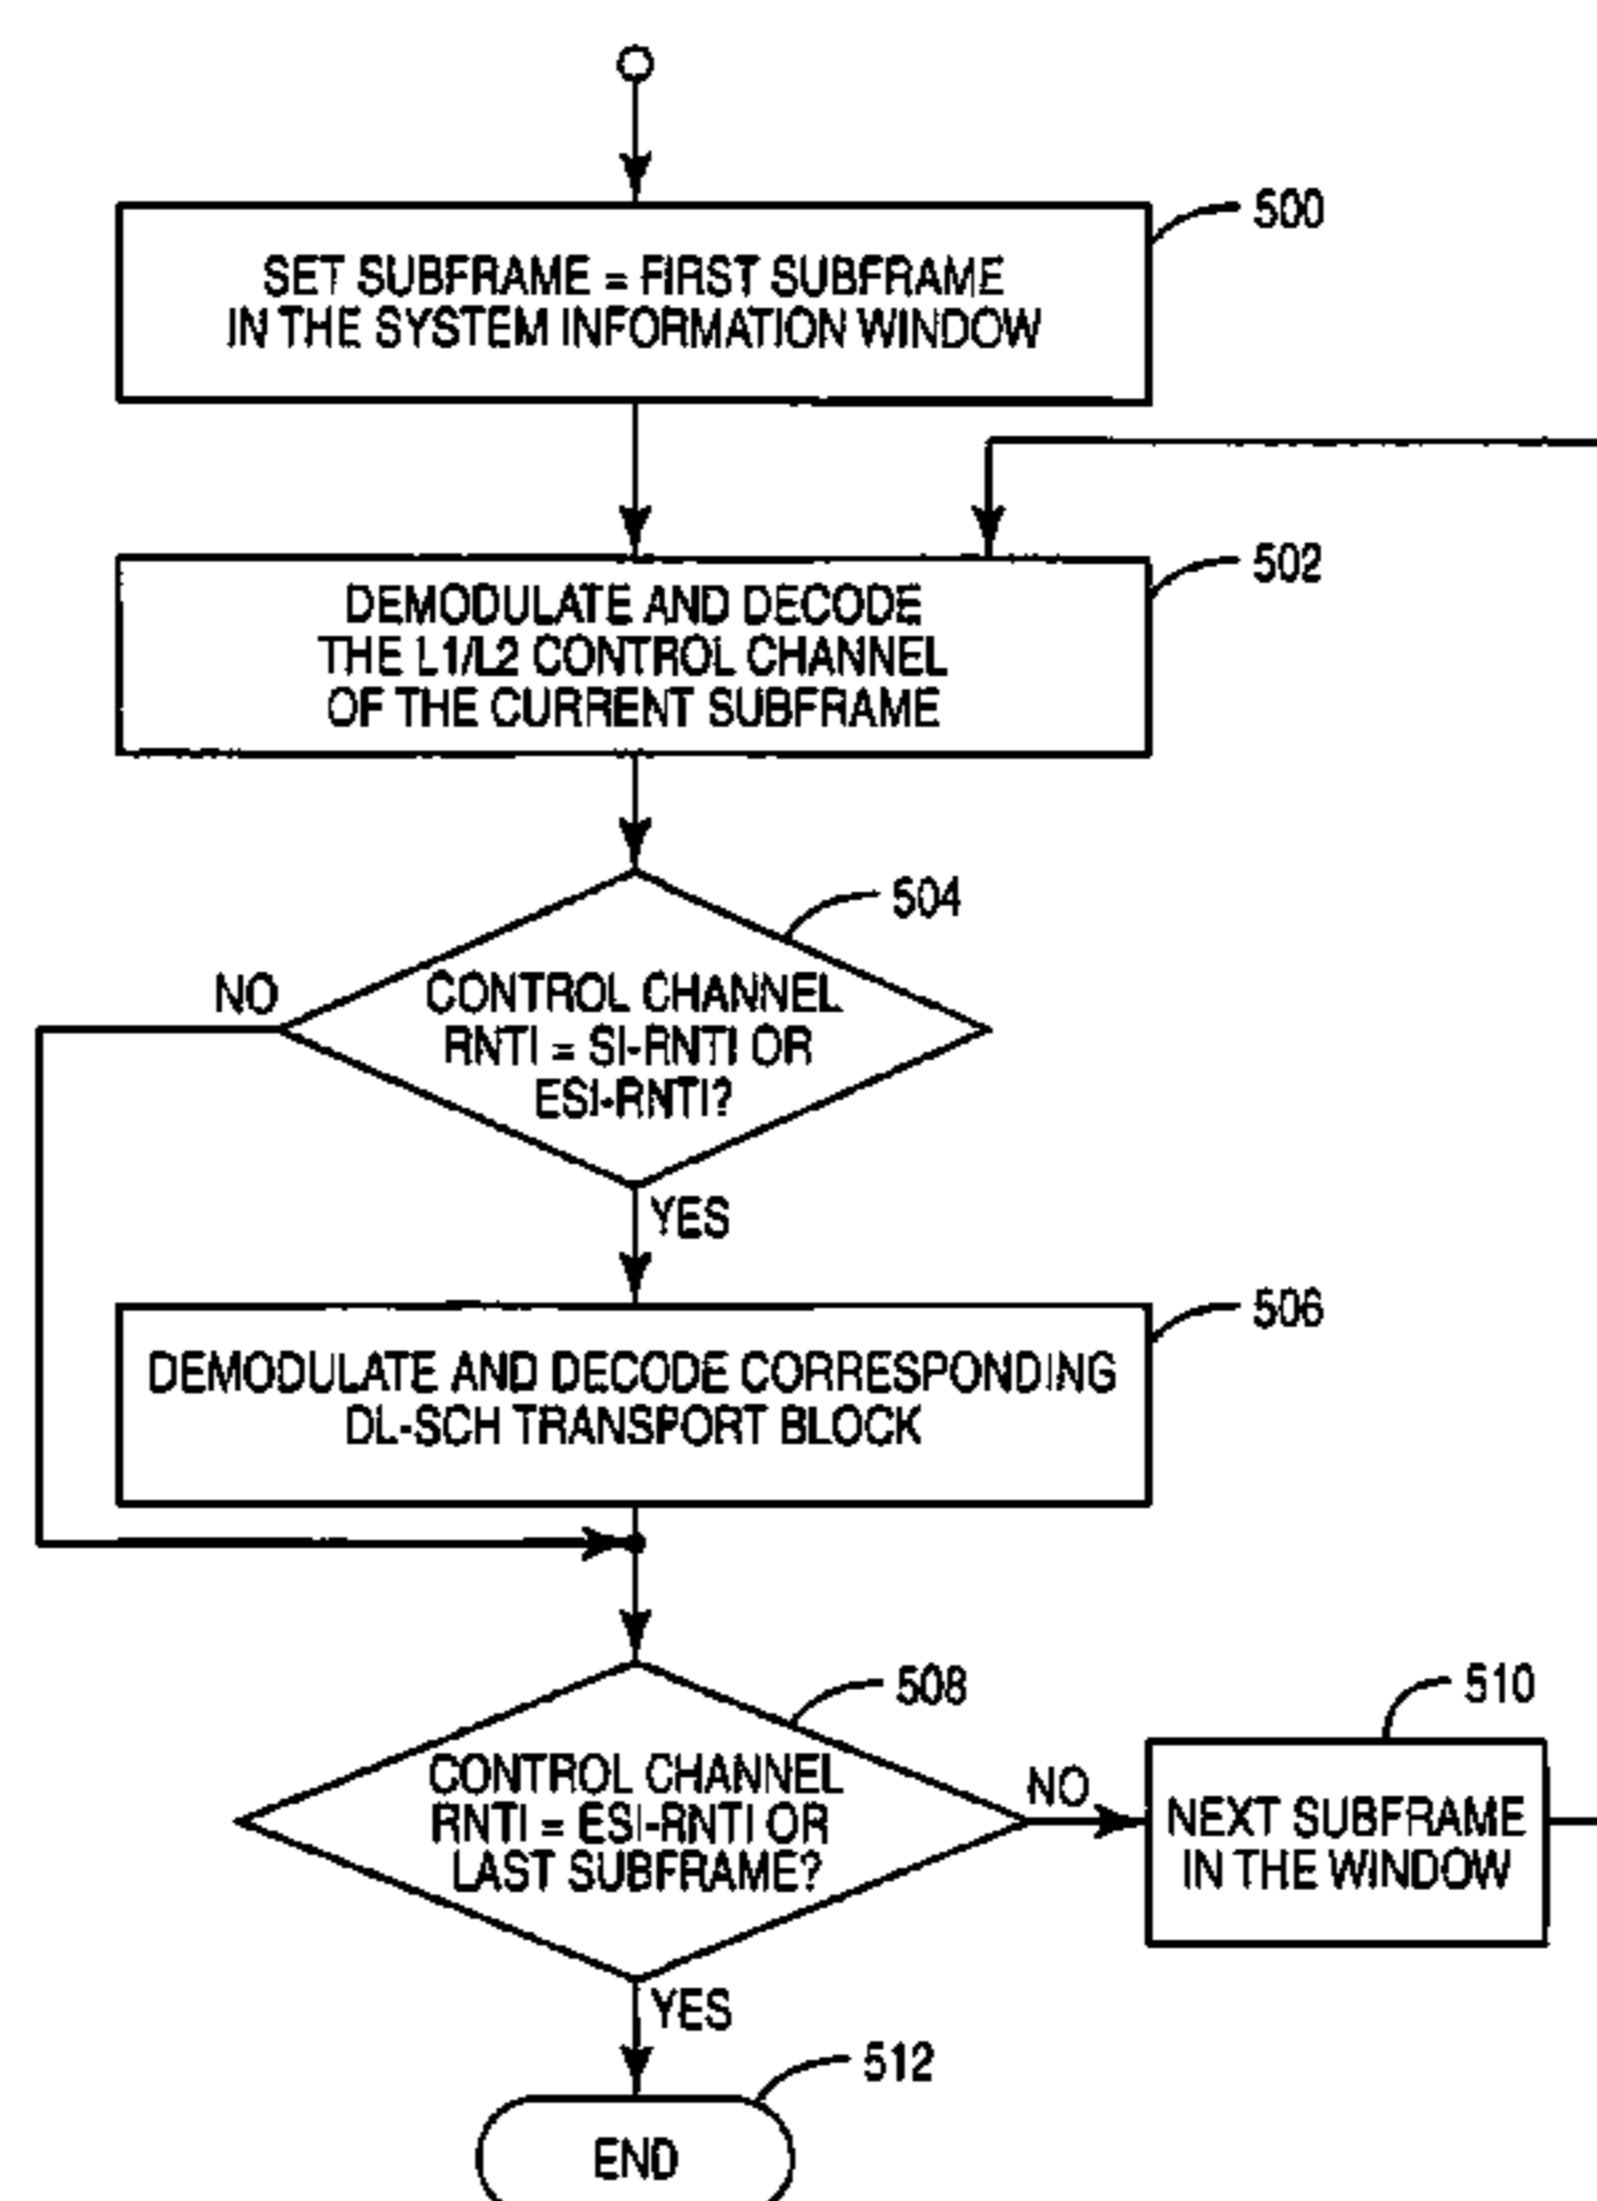 500
SET SUBFRAME = FIRST SUBFRAME
IN THE SYSTEM INFORMATION WINDOW
502
DEMODULATE AND DECODE
THE L1/L2 CONTROL CHANNEL
OF THE CURRENT SUBFRAME
504
NO
CONTROL CHANNEL
RNTI = SI-RNTI OR
ESI-RNTI?
YES
506
DEMODULATE AND DECODE CORRESPONDING
DL-SCH TRANSPORT BLOCK
508
CONTROL CHANNEL
RNTI = ESI-RNTI OR
LAST SUBFRAME?
NO
510
NEXT SUBFRAME
IN THE WINDOW
YES
512
END